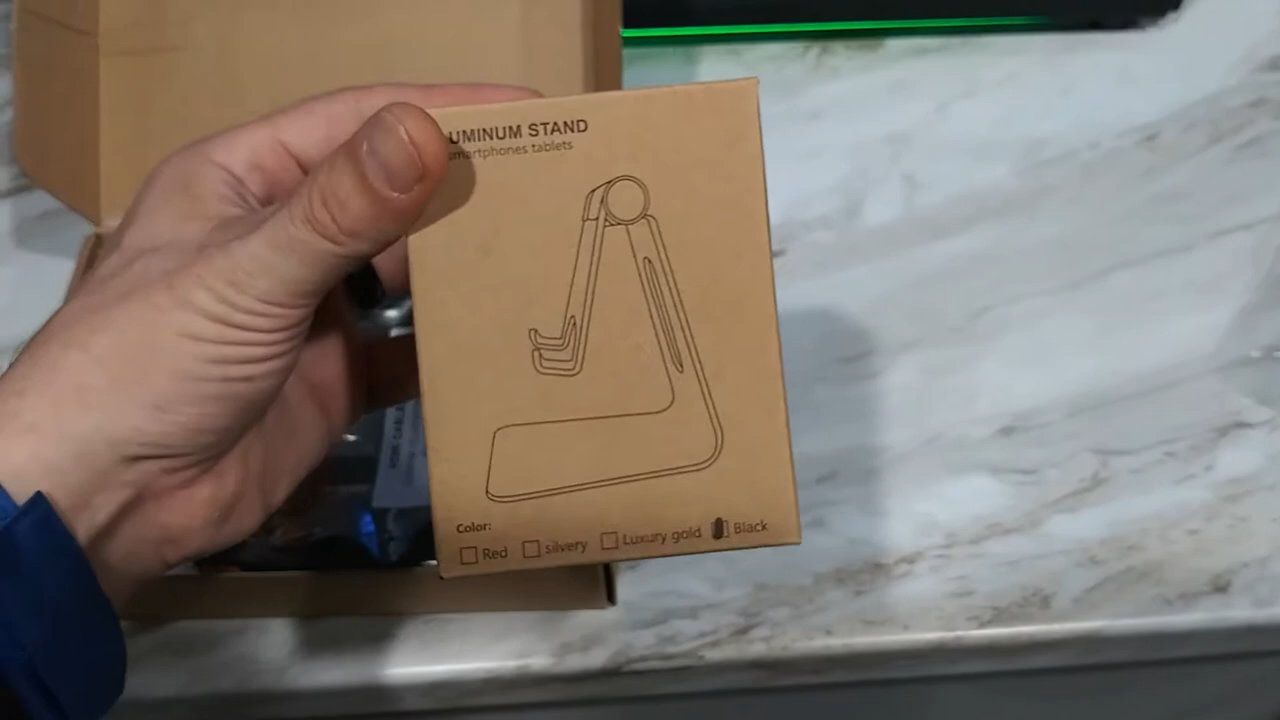 UMINUM STAND
martphones tablets
Color:
Red silvery Luxury gold Black